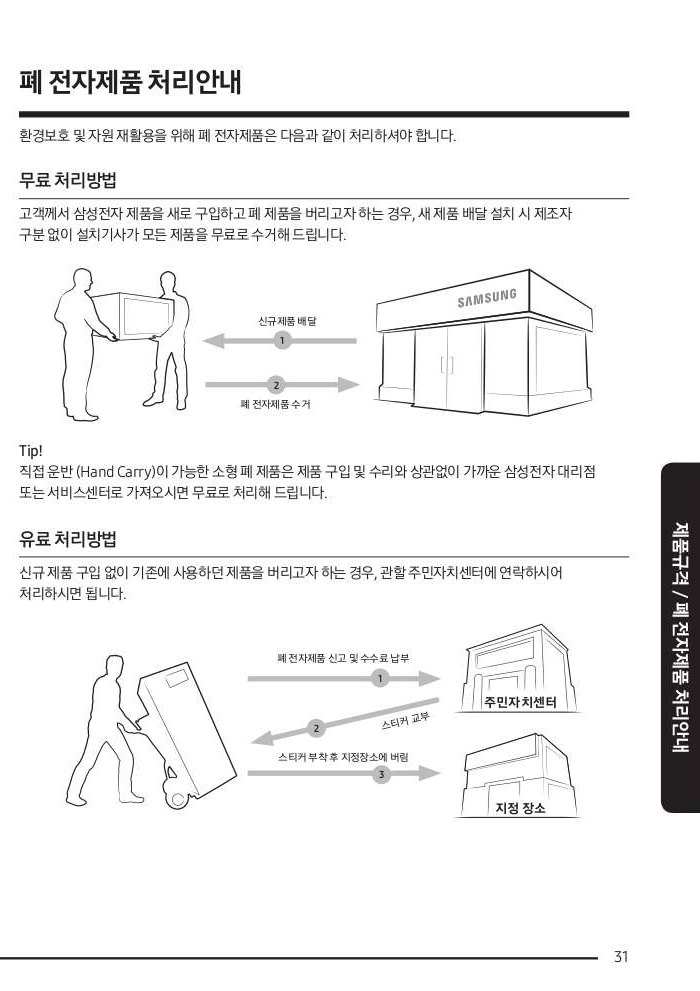 폐 전자제품 처리안내
환경보호 및 자원 재활용을 위해 폐 전자제품은 다음과 같이 처리하셔야 합니다.
무료 처리방법
고객께서 삼성전자 제품을 새로 구입하고 폐 제품을 버리고자 하는 경우, 새 제품 배달 설치 시 제조자
구분 없이 설치기사가 모든 제품을 무료로 수거해 드립니다.
SAMSUNG
신규제품 배달
1
2
폐 전자제품 수거
Tip!
직접 운반 (Hand Carry)이 가능한 소형 폐 제품은 제품 구입 및 수리와 상관없이 가까운 삼성전자 대리점
또는 서비스센터로 가져오시면 무료로 처리해 드립니다.
유료 처리방법
신규 제품 구입 없이 기존에 사용하던 제품을 버리고자 하는 경우, 관할 주민자치센터에 연락하시어
처리하시면 됩니다.
폐 전자제품 신고 및 수수료 납부
1
주민자치센터
2
스티커 교부
스티커 부착 후 지정장소에 버림
3
지정 장소
제품규격 / 폐 전자제품 처리안내
31